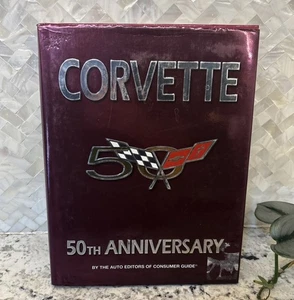 CORVETTE
50
50TH ANNIVERSARY
BY THE AUTO EDITORS OF CONSUMER GUIDE®